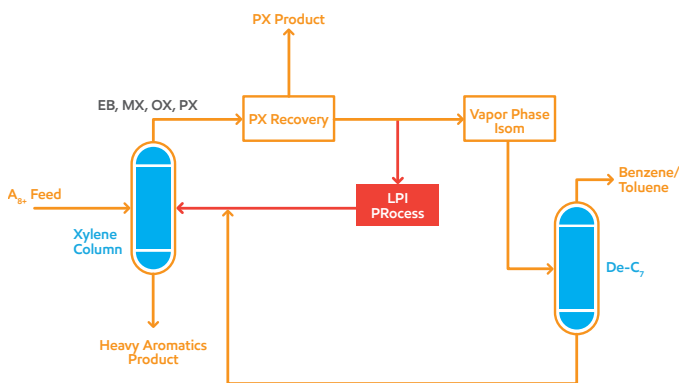 PX Product
EB, MX, OX, PX
PX Recovery
Vapor Phase
Isom
Benzene/
Toluene
A8+ Feed
LPI
PRocess
Xylene
Column
De-C7
Heavy Aromatics
Product